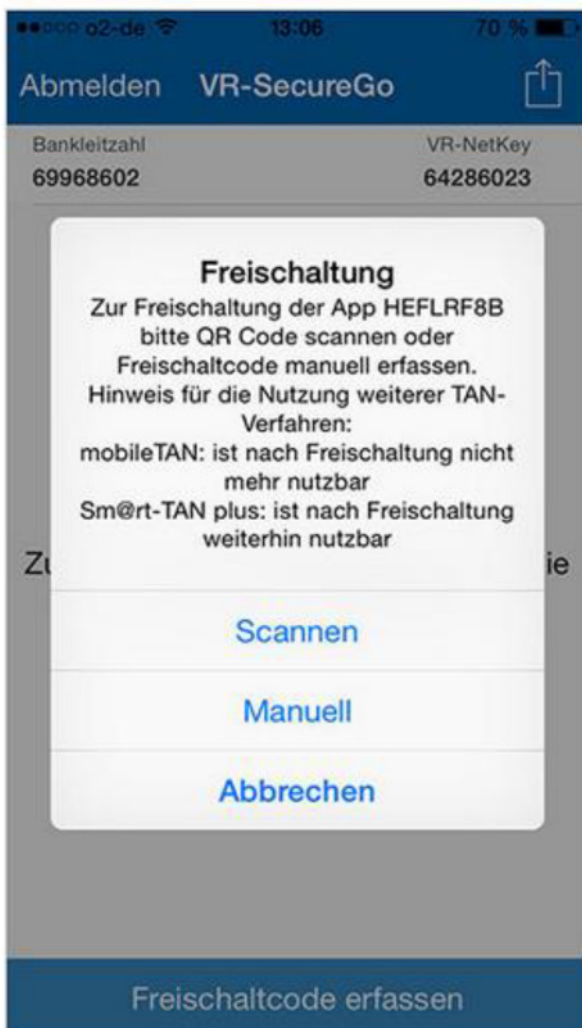 o2-de 13:06 70 %
Abmelden VR-SecureGo
Bankleitzahl VR-NetKey
69968602 64286023
Freischaltung
Zur Freischaltung der App HEFLRF8B
bitte QR Code scannen oder
Freischaltcode manuell erfassen.
Hinweis für die Nutzung weiterer TAN-
Verfahren:
mobileTAN: ist nach Freischaltung nicht
mehr nutzbar
Sm@rt-TAN plus: ist nach Freischaltung
weiterhin nutzbar
Scannen
Manuell
Abbrechen
Freischaltcode erfassen